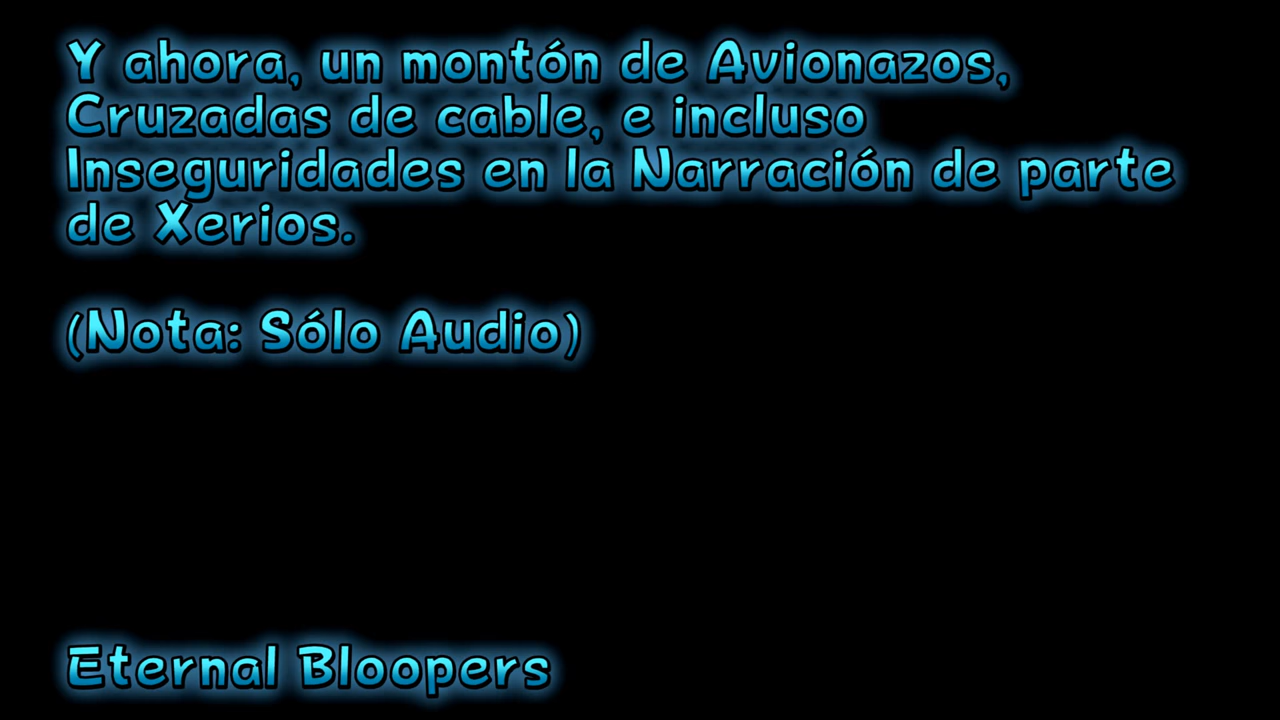 Y ahora, un montón de Avionazos,
Cruzadas de cable, e incluso
Inseguridades en la Narración de parte
de Xerios.
(Nota: Sólo Audio)
Eternal Bloopers